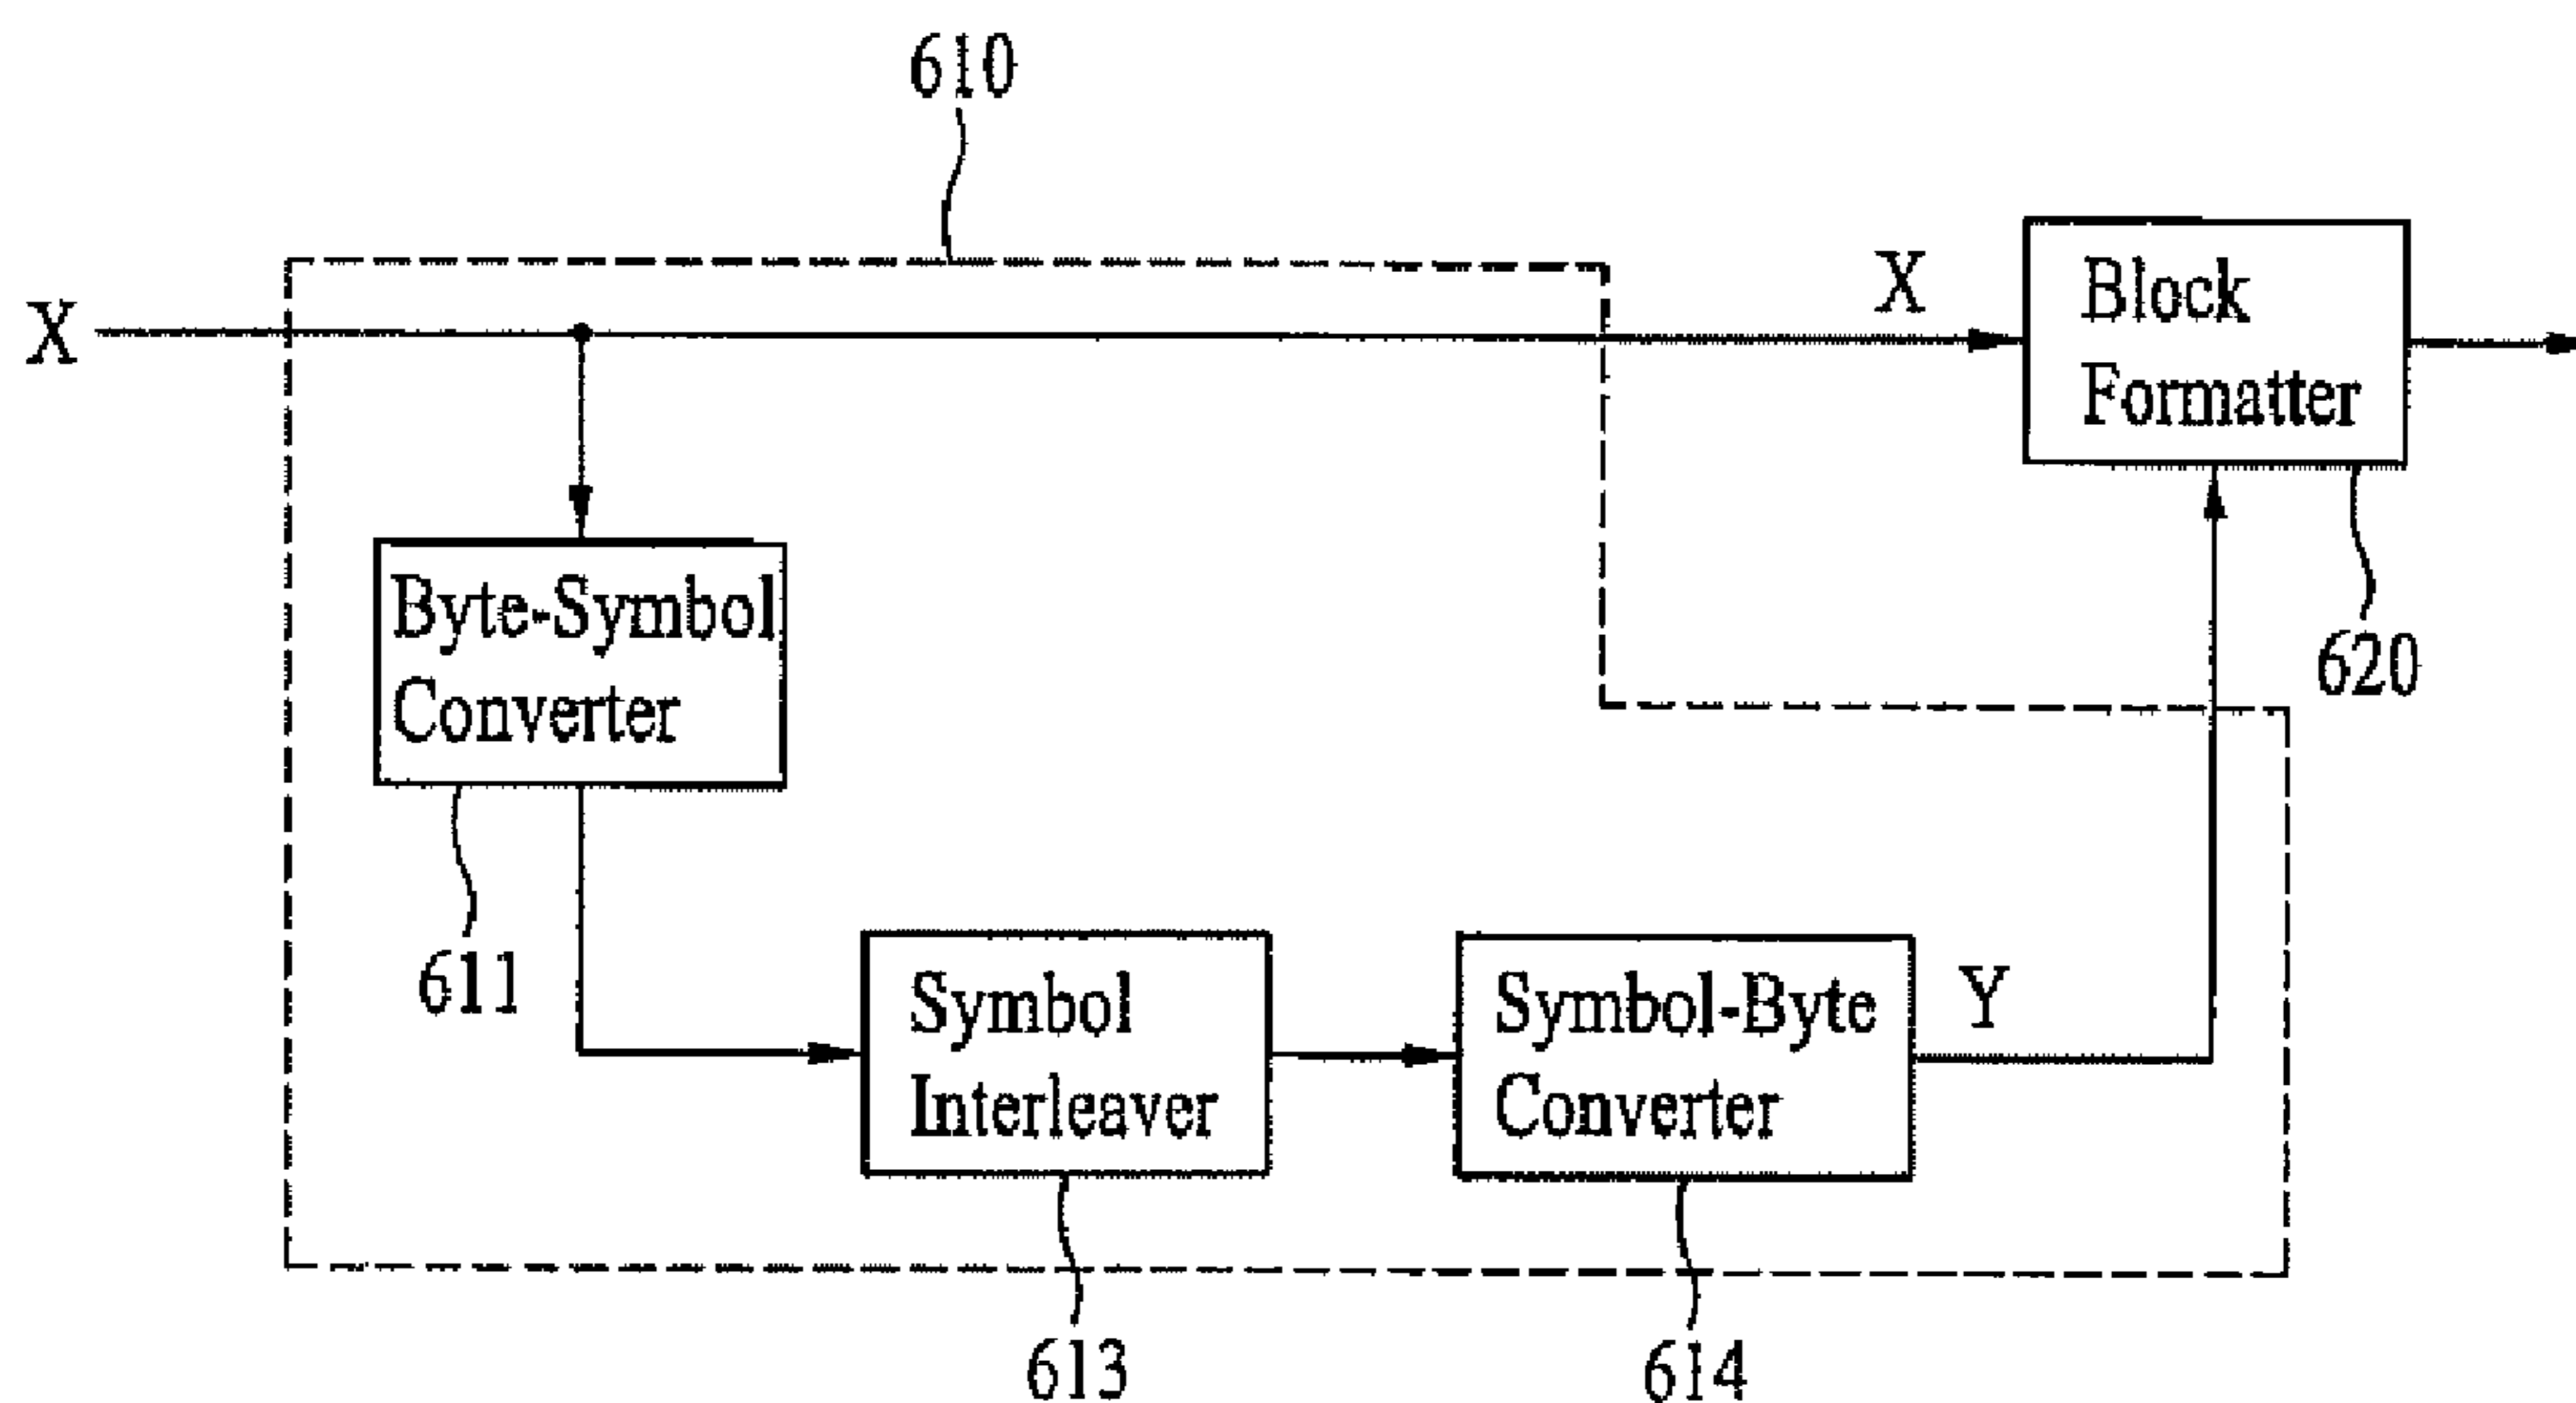 610
X
X
Block
Formatter
Byte-Symbol
Converter
620
611
Symbol
Interleaver
Symbol-Byte
Converter
Y
613
614